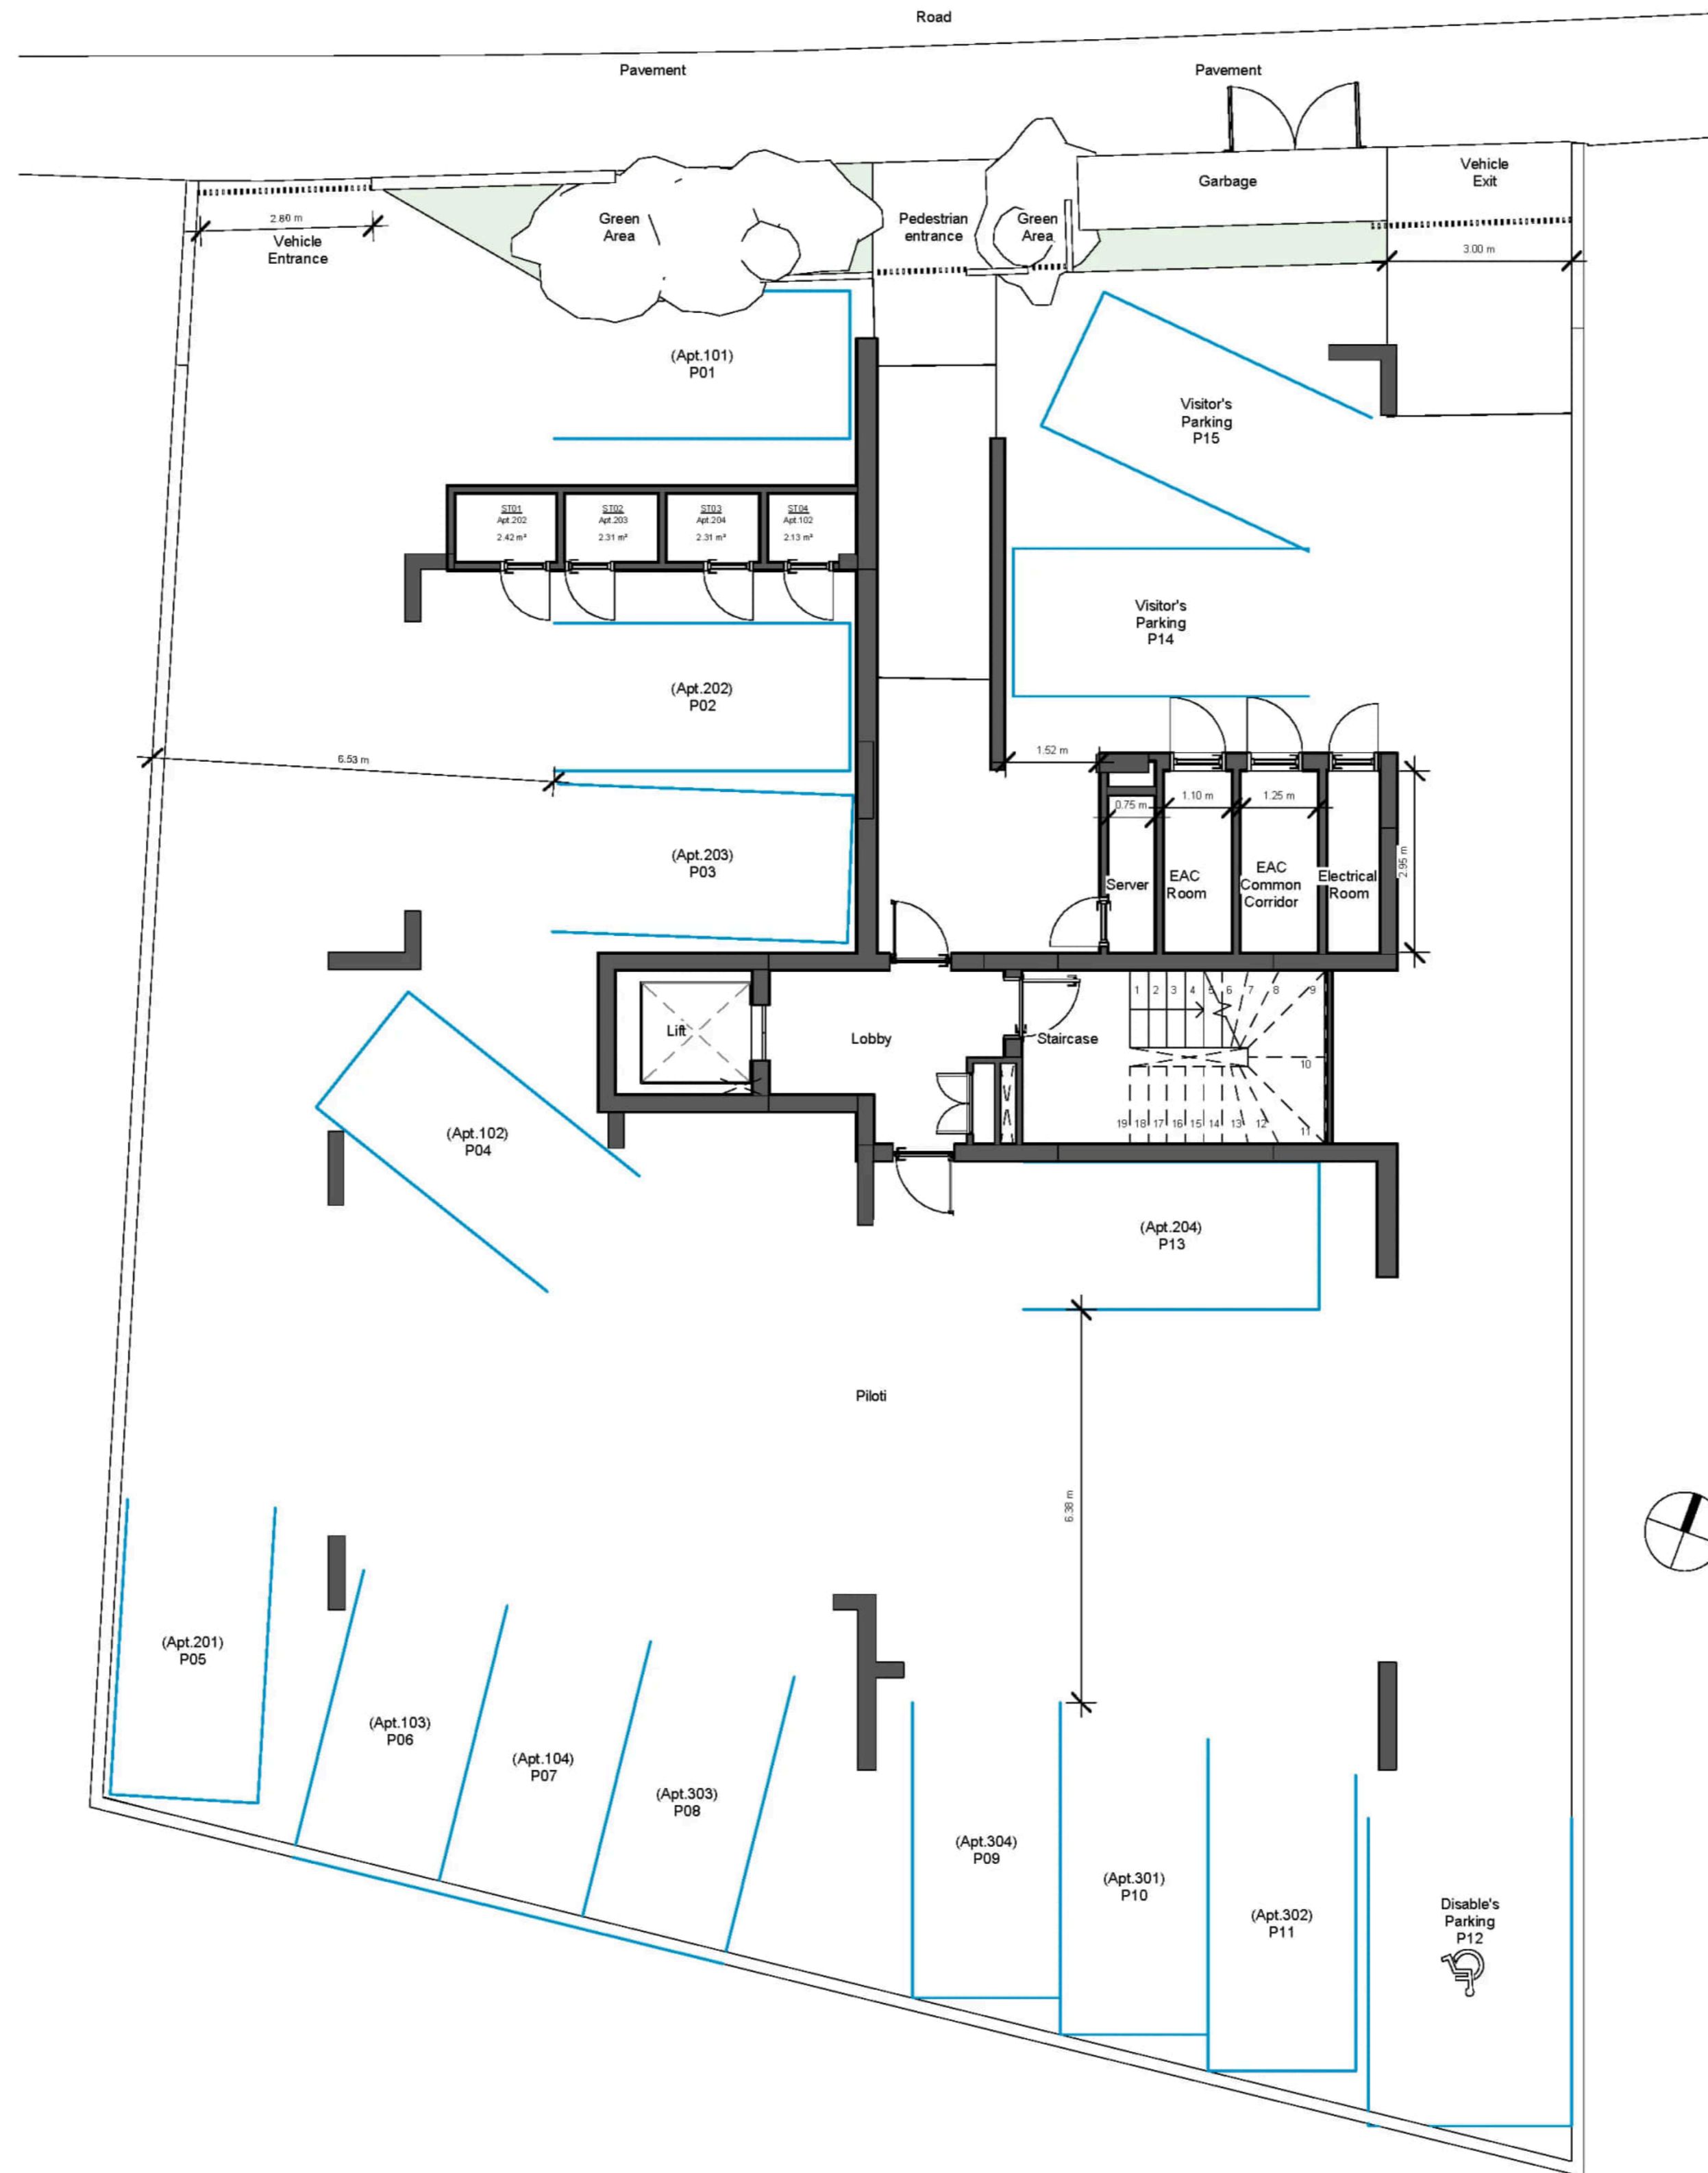 Road
Pavement
Pavement
Vehicle
Exit
Garbage
2.80 m
Vehicle
Entrance
Green
Area
Pedestrian
entrance
Green
Area
3.00 m
(Apt.101)
P01
Visitor's
Parking
P15
ST01
Apt.202
2.42 m²
ST02
Apt.203
2.31 m²
ST03
Apt.204
2.31 m²
ST04
Apt.102
2.13 m²
Visitor's
Parking
P14
(Apt.202)
P02
6.53 m
1.52 m
0.75 m
1.10 m
1.25 m
2.95 m
(Apt.203)
P03
Server
EAC
Room
EAC
Common
Corridor
Electrical
Room
Lift
Lobby
Staircase
1 2 3 4 5 6 7 8 9
10
19 18 17 16 15 14 13 12 11
(Apt.102)
P04
(Apt.204)
P13
Piloti
6.38 m
(Apt.201)
P05
(Apt.103)
P06
(Apt.104)
P07
(Apt.303)
P08
(Apt.304)
P09
(Apt.301)
P10
(Apt.302)
P11
Disable's
Parking
P12